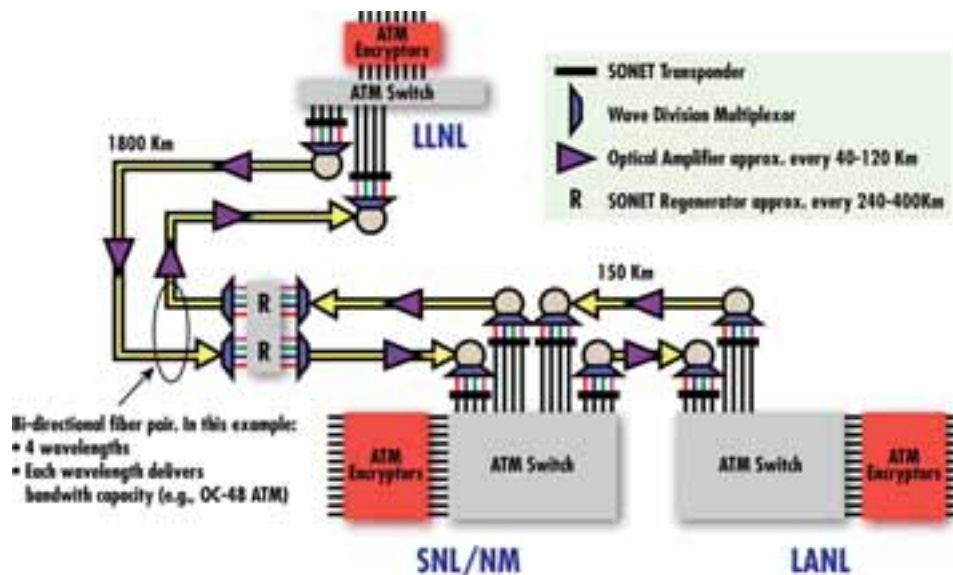 ATM
Encryptors
ATM Switch
LLNL
1800 Km
SONET Transponder
Wave Division Multiplexor
Optical Amplifier approx. every 40-120 Km
R SONET Regenerator approx. every 240-400Km
150 Km
R
R
Bi-directional fiber pair. In this example:
• 4 wavelengths
• Each wavelength delivers
bandwith capacity (e.g., OC-48 ATM)
ATM
Encryptors
ATM Switch
SNL/NM
ATM Switch
ATM
Encryptors
LANL